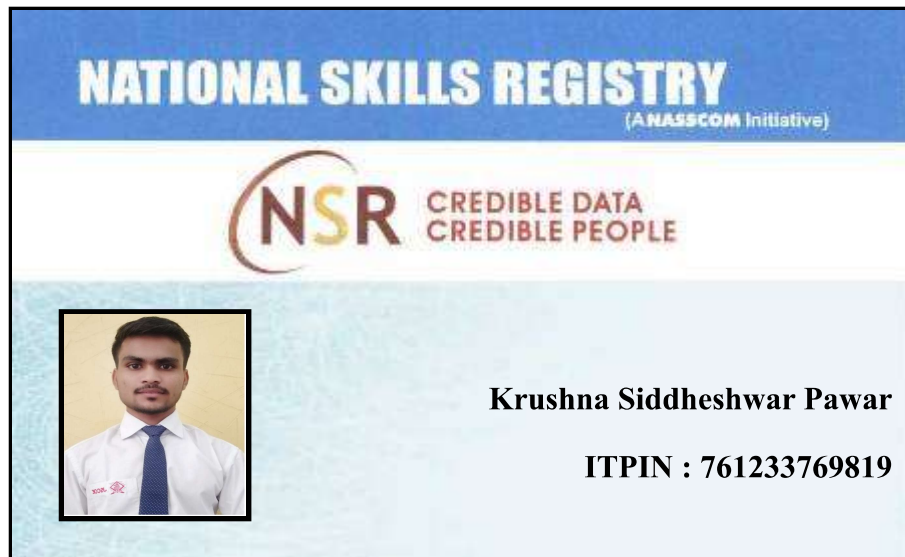 NATIONAL SKILLS REGISTRY
(A NASSCOM Initiative)
NSR
CREDIBLE DATA
CREDIBLE PEOPLE
Krushna Siddheshwar Pawar
ITPIN : 761233769819